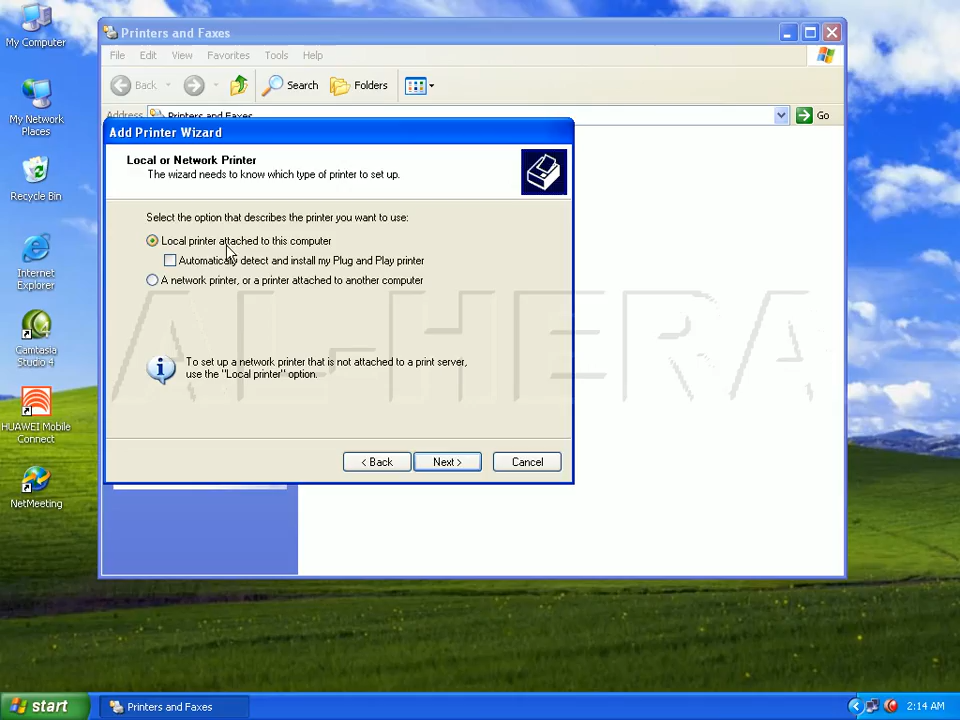 My Computer
My Network
Places
Recycle Bin
Internet
Explorer
Camtasia
Studio 4
HUAWEI Mobile
Connect
NetMeeting
Printers and Faxes
File Edit View Favorites Tools Help
Back Search Folders
Address Printers and Faxes Go
Add Printer Wizard
Local or Network Printer
The wizard needs to know which type of printer to set up.
Select the option that describes the printer you want to use:
Local printer attached to this computer
Automatically detect and install my Plug and Play printer
A network printer, or a printer attached to another computer
To set up a network printer that is not attached to a print server,
use the "Local printer" option.
< Back Next > Cancel
start Printers and Faxes 2:14 AM